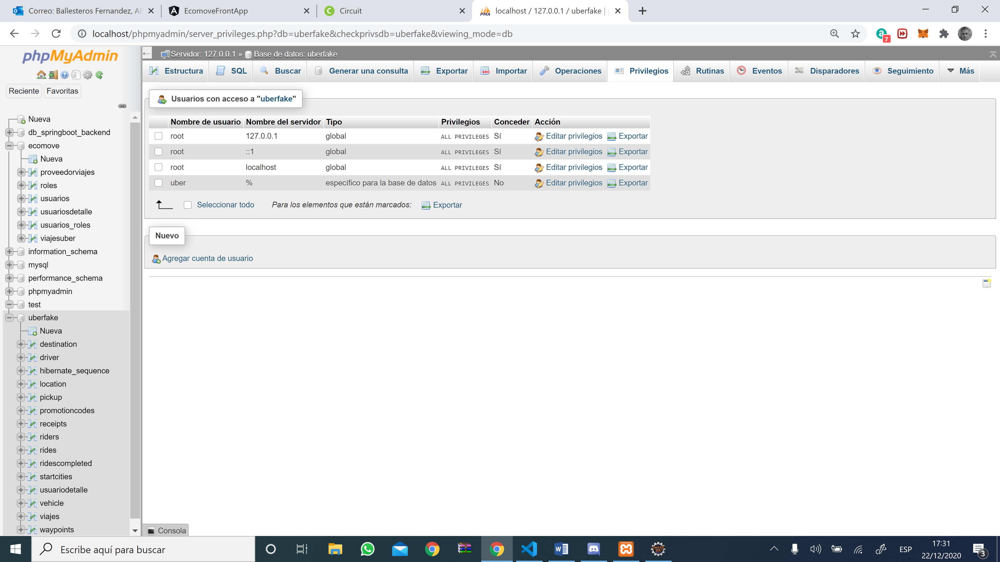 Correo: Ballesteros Fernandez, Al
EcomoveFrontApp
Circuit
localhost / 127.0.0.1 / uberfake |
localhost/phpmyadmin/server_privileges.php?db=uberfake&checkprivsdb=uberfake&viewing_mode=db
7
phpMyAdmin
Reciente Favoritas
Nueva
db_springboot_backend
ecomove
Nueva
proveedorviajes
roles
usuarios
usuariosdetalle
usuarios_roles
viajesuber
information_schema
mysql
performance_schema
phpmyadmin
test
uberfake
Nueva
destination
driver
hibernate_sequence
location
pickup
promotioncodes
receipts
riders
rides
ridescompleted
startcities
usuariodetalle
vehicle
viajes
waypoints
Servidor: 127.0.0.1 » Base de datos: uberfake
Estructura SQL Buscar Generar una consulta Exportar Importar Operaciones Privilegios Rutinas Eventos Disparadores Seguimiento Más
Usuarios con acceso a "uberfake"
Nombre de usuario Nombre del servidor Tipo Privilegios Conceder Acción
root 127.0.0.1 global ALL PRIVILEGES Sí Editar privilegios Exportar
root ::1 global ALL PRIVILEGES Sí Editar privilegios Exportar
root localhost global ALL PRIVILEGES Sí Editar privilegios Exportar
uber % específico para la base de datos ALL PRIVILEGES No Editar privilegios Exportar
Seleccionar todo Para los elementos que están marcados: Exportar
Nuevo
Agregar cuenta de usuario
Consola
Escribe aquí para buscar
Java EE
IDE
ESP
17:31
22/12/2020
3